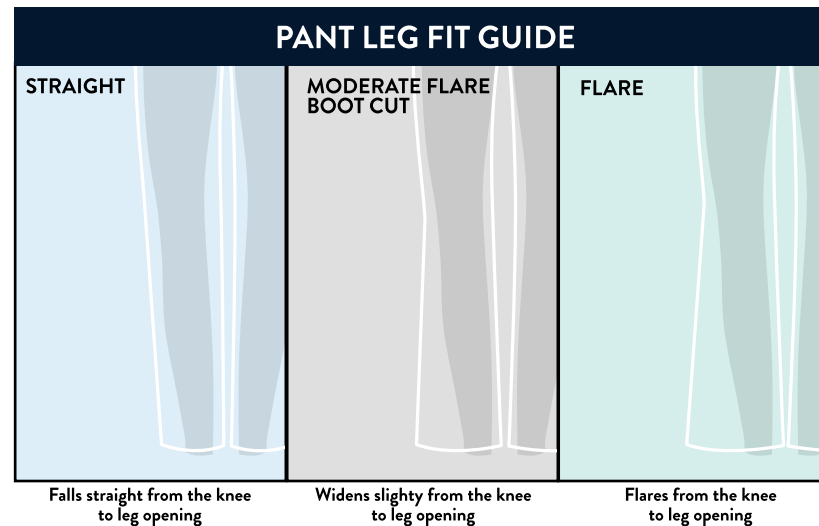 PANT LEG FIT GUIDE
STRAIGHT
MODERATE FLARE
BOOT CUT
FLARE
Falls straight from the knee
to leg opening
Widens slighty from the knee
to leg opening
Flares from the knee
to leg opening